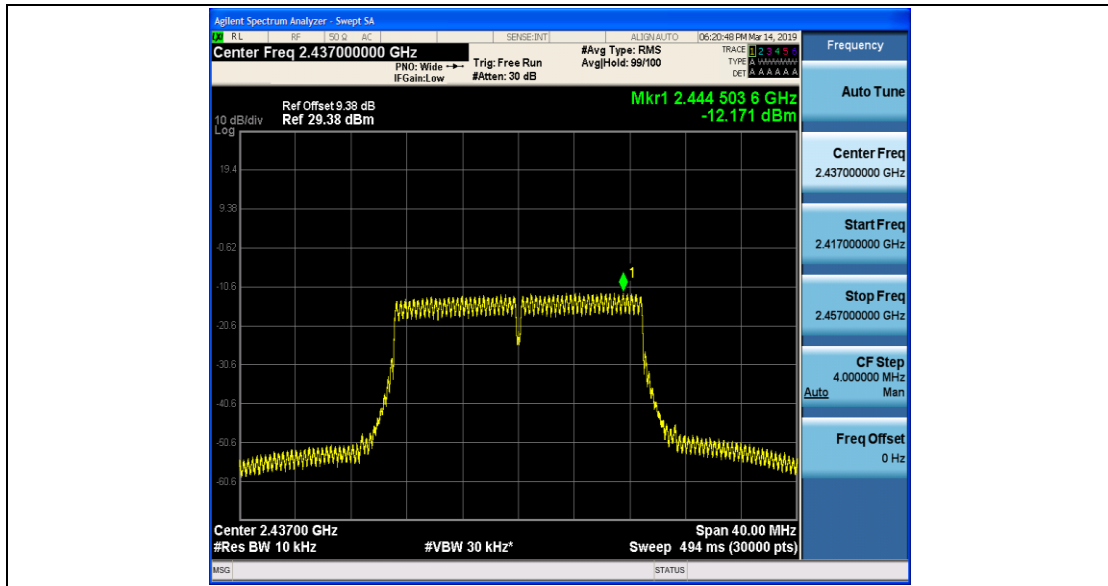 Agilent Spectrum Analyzer - Swept SA
LXI RL RF 50 Ω AC SENSE:INT ALIGN AUTO 06:20:48 PM Mar 14, 2019
Center Freq 2.437000000 GHz
PNO: Wide
IFGain:Low
Trig: Free Run
#Atten: 30 dB
#Avg Type: RMS
Avg|Hold: 99/100
TRACE 1 2 3 4 5 6
TYPE A WWWWW
DET A A A A A A
Frequency
Auto Tune
Center Freq
2.437000000 GHz
Start Freq
2.417000000 GHz
Stop Freq
2.457000000 GHz
CF Step
4.000000 MHz
Auto Man
Freq Offset
0 Hz
Mkr1 2.444 503 6 GHz
-12.171 dBm
Ref Offset 9.38 dB
10 dB/div Ref 29.38 dBm
Log
19.4
9.38
-0.62
1
-10.6
-20.6
-30.6
-40.6
-50.6
-60.6
Center 2.43700 GHz Span 40.00 MHz
#Res BW 10 kHz #VBW 30 kHz* Sweep 494 ms (30000 pts)
MSG STATUS